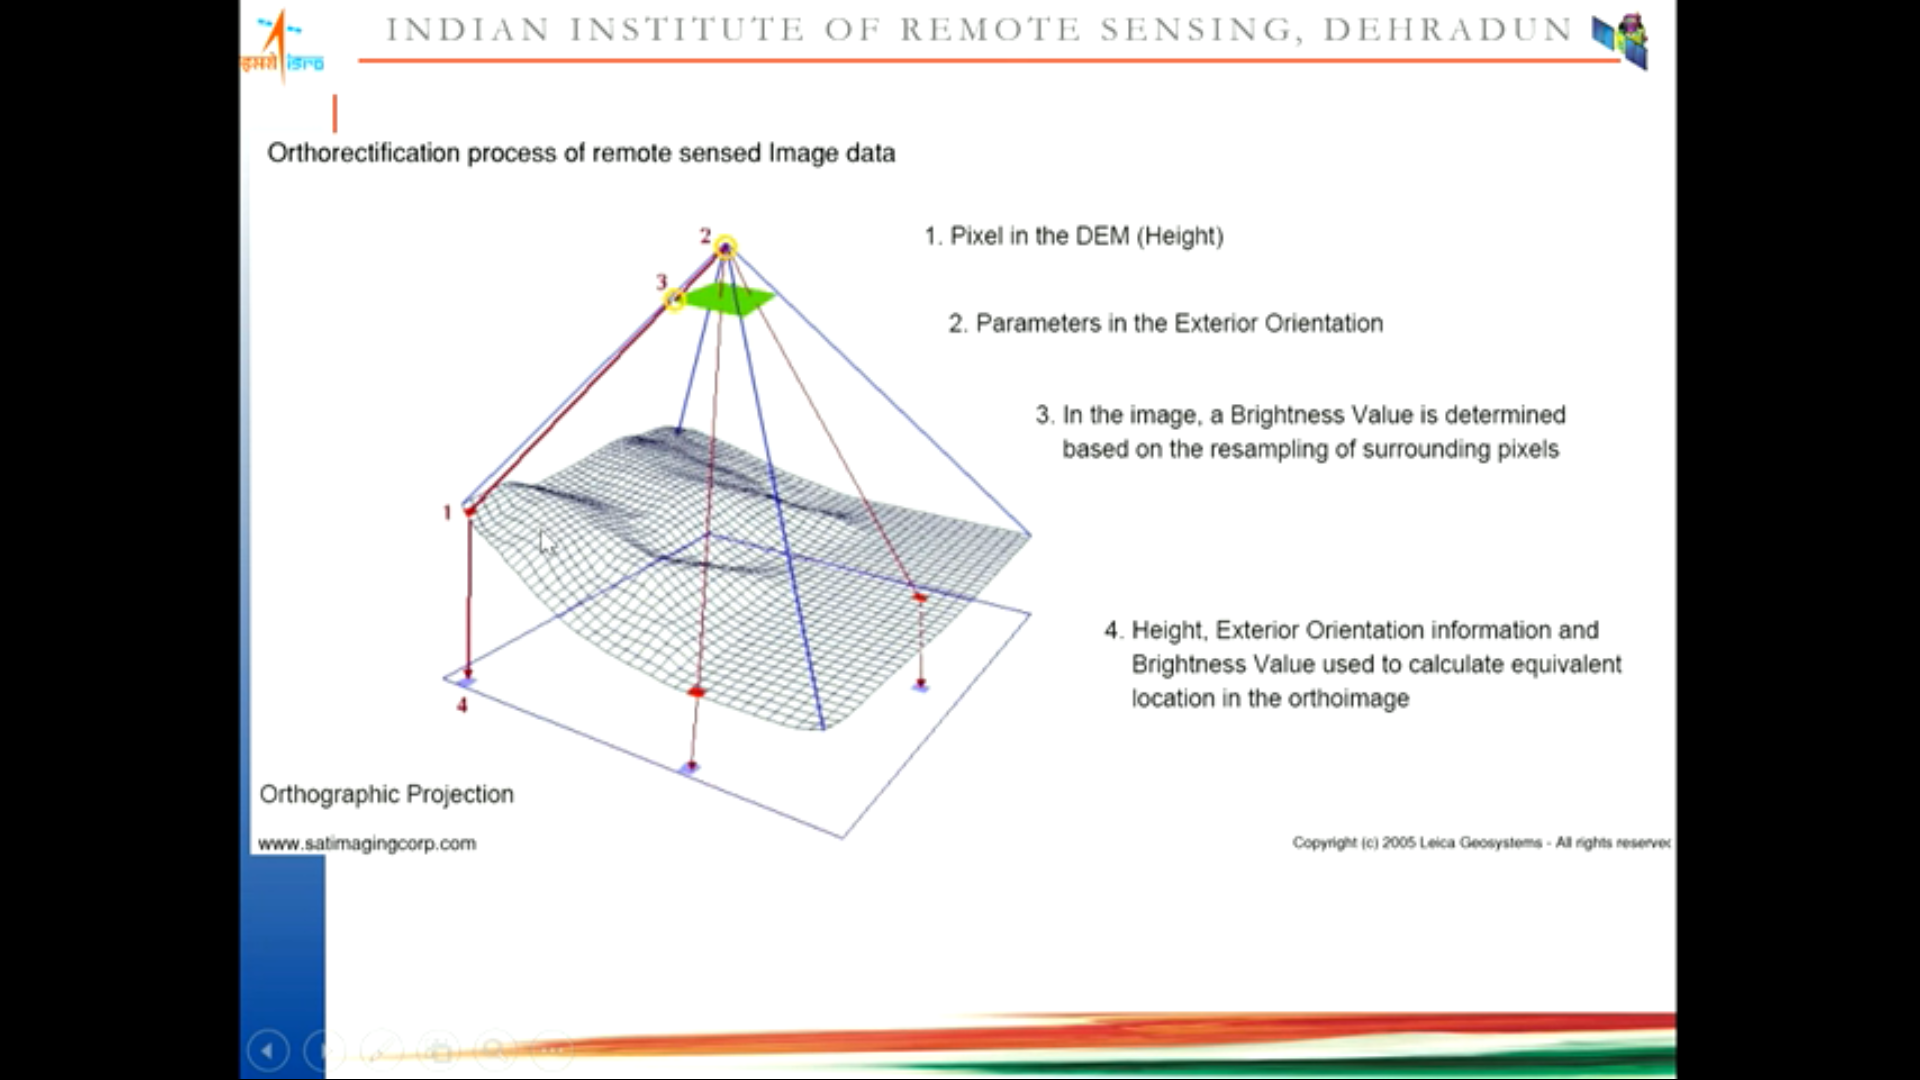 INDIAN INSTITUTE OF REMOTE SENSING, DEHRADUN
इसरो isro
Orthorectification process of remote sensed Image data
2
3
1
4
1. Pixel in the DEM (Height)
2. Parameters in the Exterior Orientation
3. In the image, a Brightness Value is determined
based on the resampling of surrounding pixels
4. Height, Exterior Orientation information and
Brightness Value used to calculate equivalent
location in the orthoimage
Orthographic Projection
www.satimagingcorp.com
Copyright (c) 2005 Leica Geosystems - All rights reserved